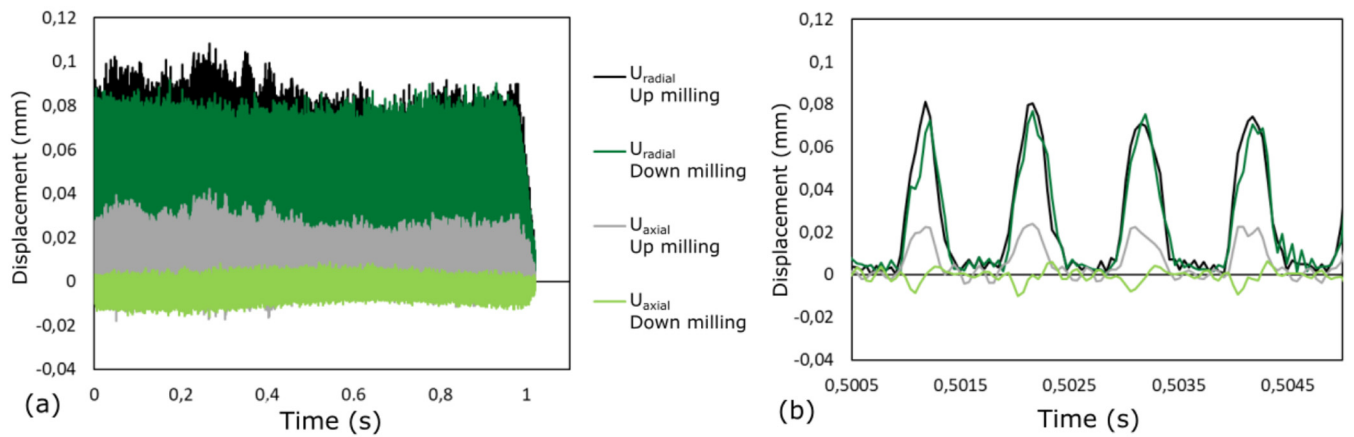 Displacement (mm)
0,12
0,1
0,08
0,06
0,04
0,02
0
-0,02
-0,04
0 0,2 0,4 0,6 0,8 1
(a) Time (s)
Uradial
Up milling
Uradial
Down milling
Uaxial
Up milling
Uaxial
Down milling
Displacement (mm)
0,12
0,1
0,08
0,06
0,04
0,02
0
-0,02
-0,04
0,5005 0,5015 0,5025 0,5035 0,5045
(b) Time (s)